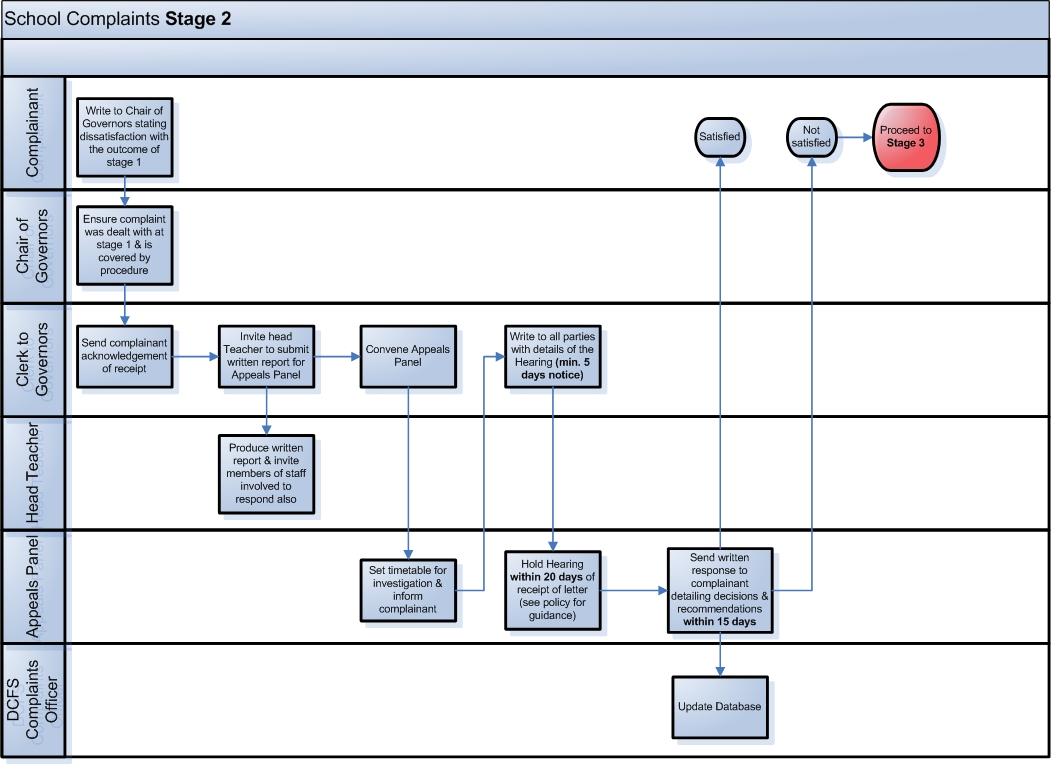 School Complaints Stage 2
Complainant
Write to Chair of
Governors stating
dissatisfaction with
the outcome of
stage 1
Satisfied
Not
satisfied
Proceed to
Stage 3
Chair of
Governors
Ensure complaint
was dealt with at
stage 1 & is
covered by
procedure
Clerk to
Governors
Send complainant
acknowledgement
of receipt
Invite head
Teacher to submit
written report for
Appeals Panel
Convene Appeals
Panel
Write to all parties
with details of the
Hearing (min. 5
days notice)
Head Teacher
Produce written
report & invite
members of staff
involved to
respond also
Appeals Panel
Set timetable for
investigation &
inform
complainant
Hold Hearing
within 20 days of
receipt of letter
(see policy for
guidance)
Send written
response to
complainant
detailing decisions &
recommendations
within 15 days
DCFS
Complaints
Officer
Update Database